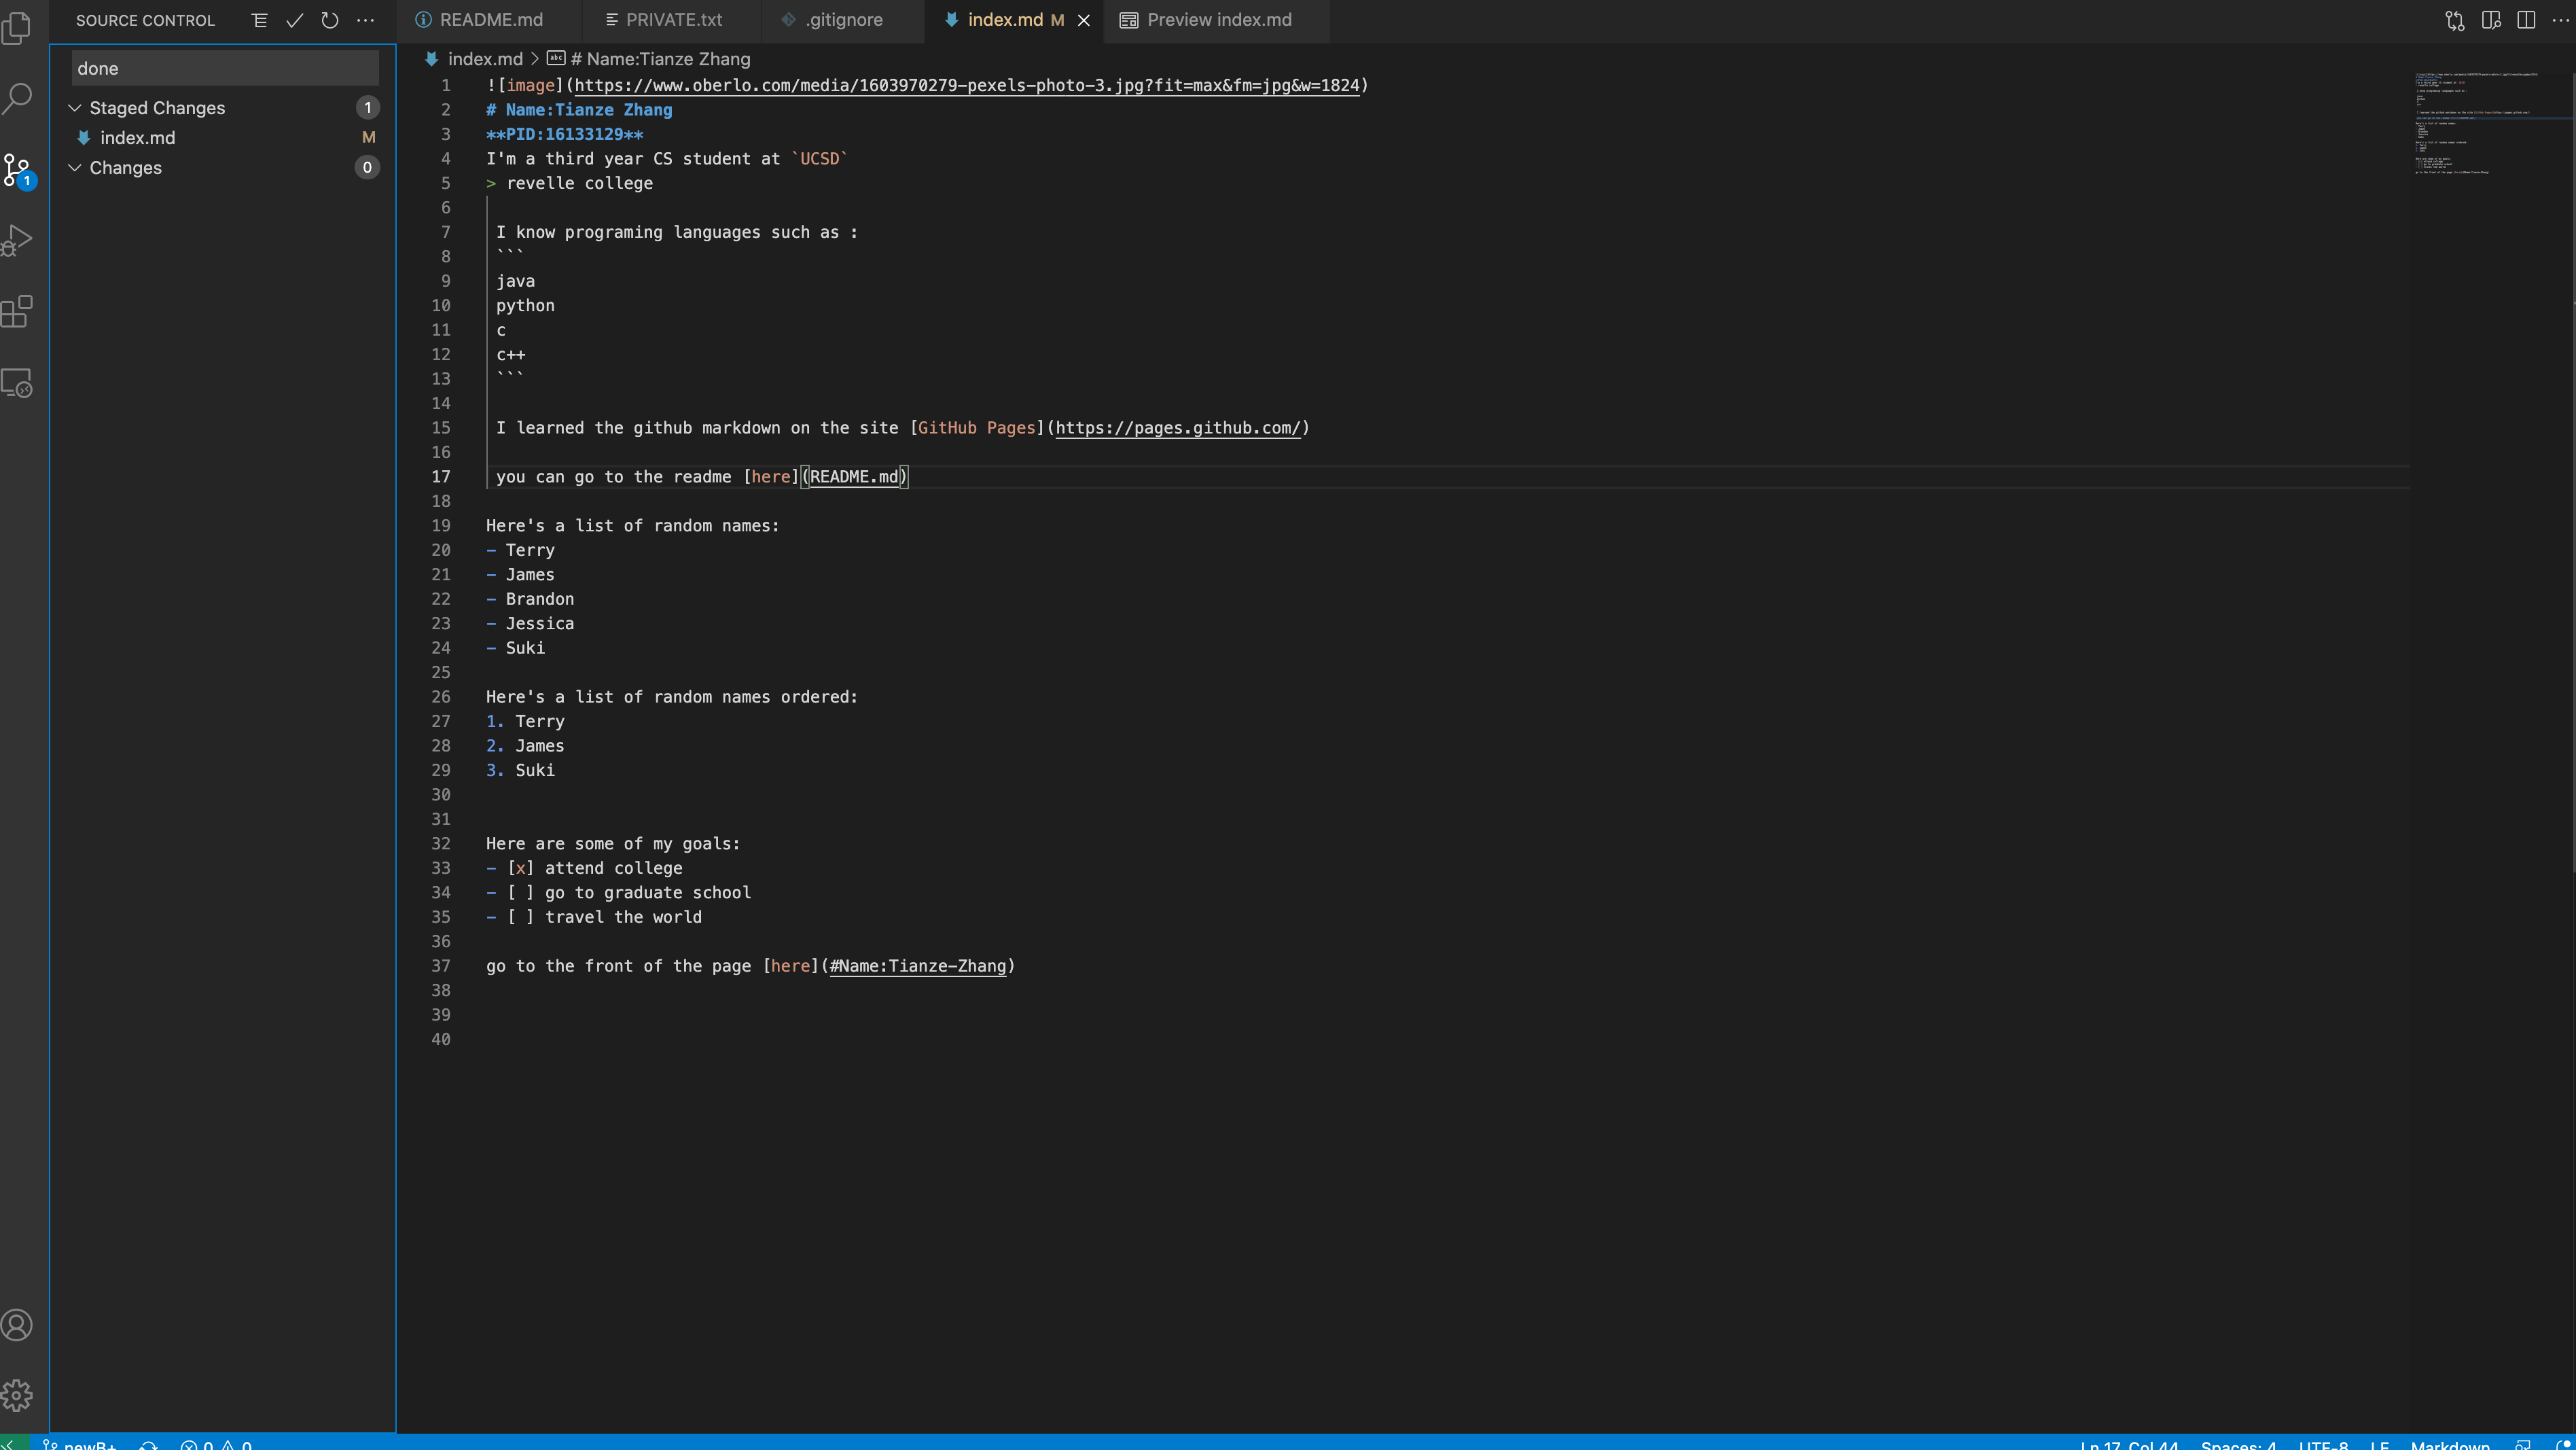 SOURCE CONTROL
README.md
PRIVATE.txt
.gitignore
index.md M
Preview index.md
done
Staged Changes 1
index.md M
Changes 0
1
index.md > abc # Name:Tianze Zhang
1 ![image](https://www.oberlo.com/media/1603970279-pexels-photo-3.jpg?fit=max&fm=jpg&w=1824)
2 # Name:Tianze Zhang
3 **PID:16133129**
4 I'm a third year CS student at `UCSD`
5 > revelle college
6
7 I know programing languages such as :
8 ```
9 java
10 python
11 c
12 c++
13 ```
14
15 I learned the github markdown on the site [GitHub Pages](https://pages.github.com/)
16
17 you can go to the readme [here](README.md)
18
19 Here's a list of random names:
20 - Terry
21 - James
22 - Brandon
23 - Jessica
24 - Suki
25
26 Here's a list of random names ordered:
27 1. Terry
28 2. James
29 3. Suki
30
31
32 Here are some of my goals:
33 - [x] attend college
34 - [ ] go to graduate school
35 - [ ] travel the world
36
37 go to the front of the page [here](#Name:Tianze-Zhang)
38
39
40
newB+ 0 0 Ln 17, Col 44 Spaces: 4 UTF-8 LF Markdown